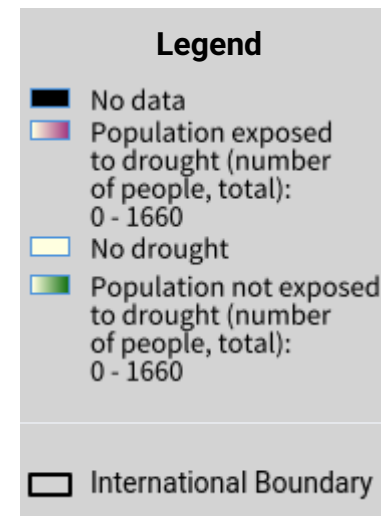 Legend
No data
Population exposed
to drought (number
of people, total):
0 - 1660
No drought
Population not exposed
to drought (number
of people, total):
0 - 1660
International Boundary